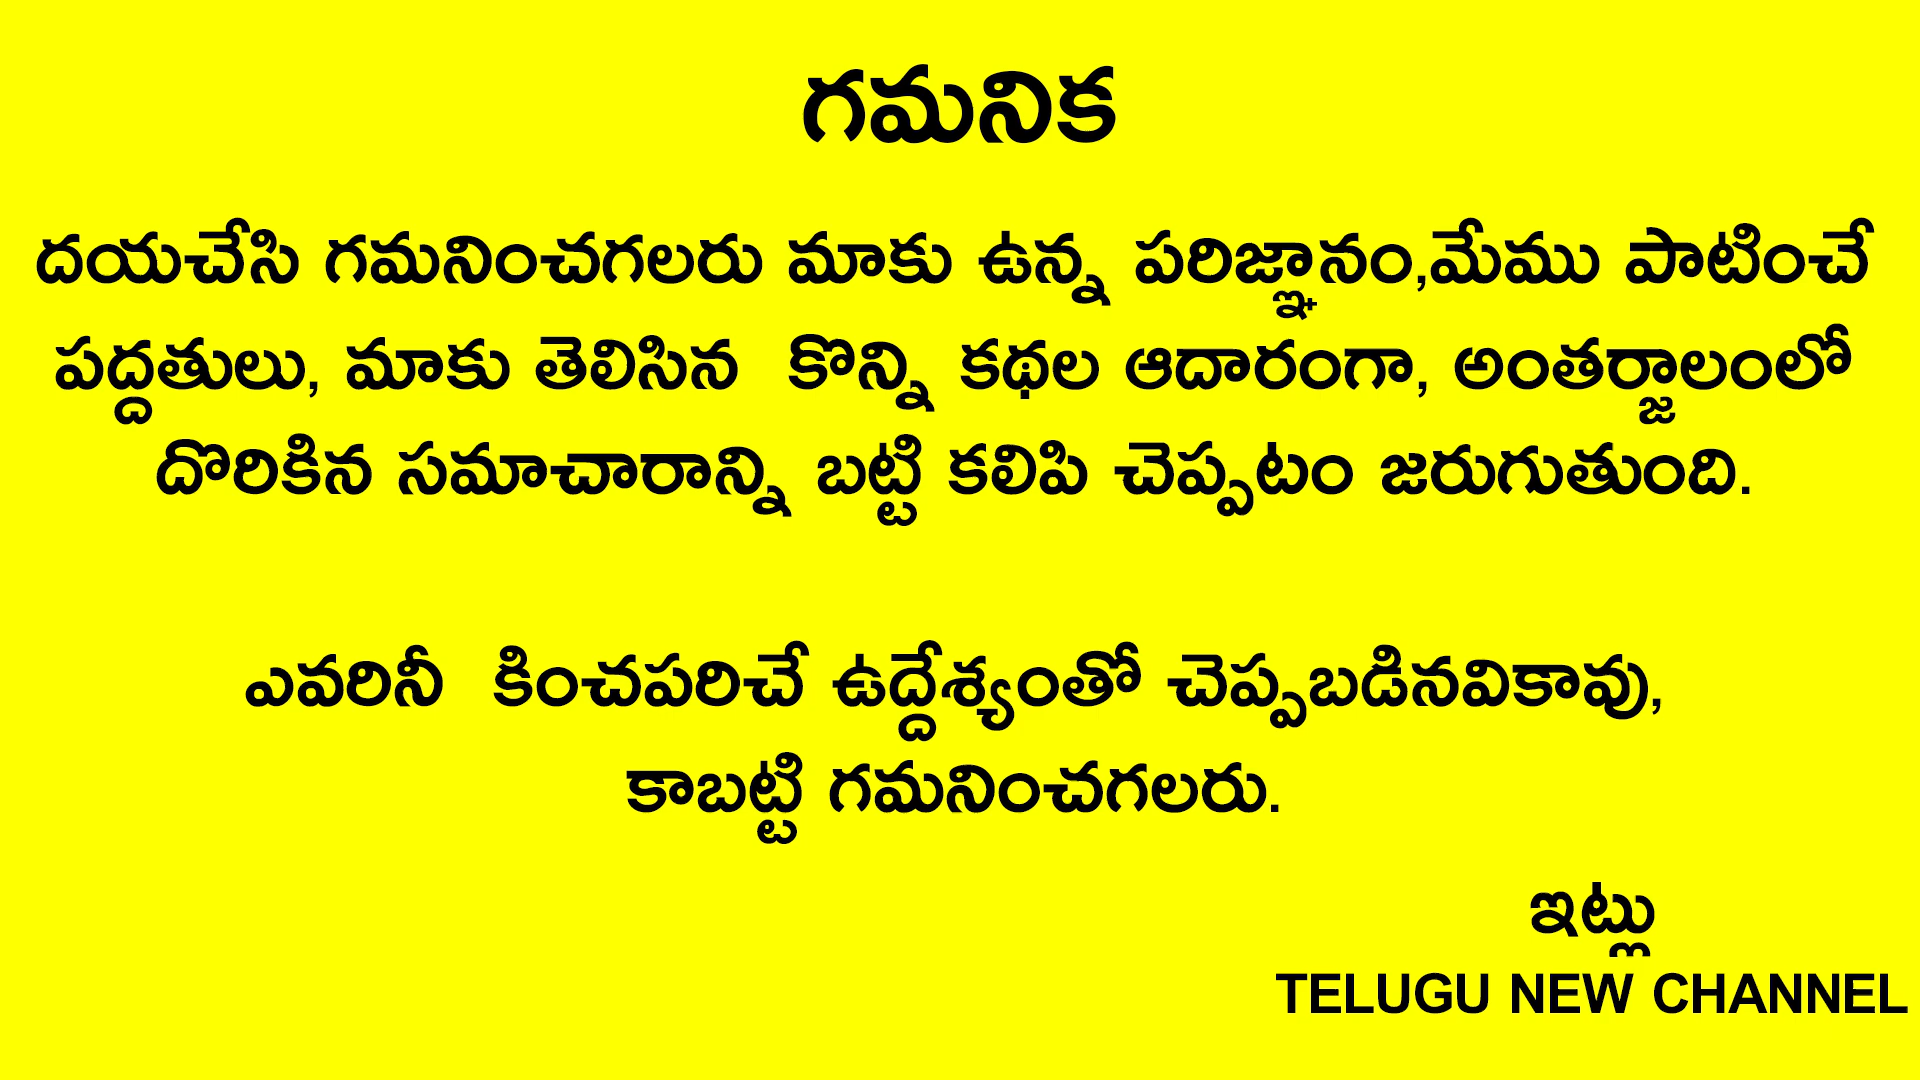 గమనిక
దయచేసి గమనించగలరు మాకు ఉన్న పరిజ్ఞానం,మేము పాటించే
పద్దతులు, మాకు తెలిసిన కొన్ని కథల ఆదారంగా, అంతర్జాలంలో
దొరికిన సమాచారాన్ని బట్టి కలిపి చెప్పటం జరుగుతుంది.
ఎవరినీ కించపరిచే ఉద్దేశ్యంతో చెప్పబడినవికావు,
కాబట్టి గమనించగలరు.
ఇట్లు
TELUGU NEW CHANNEL